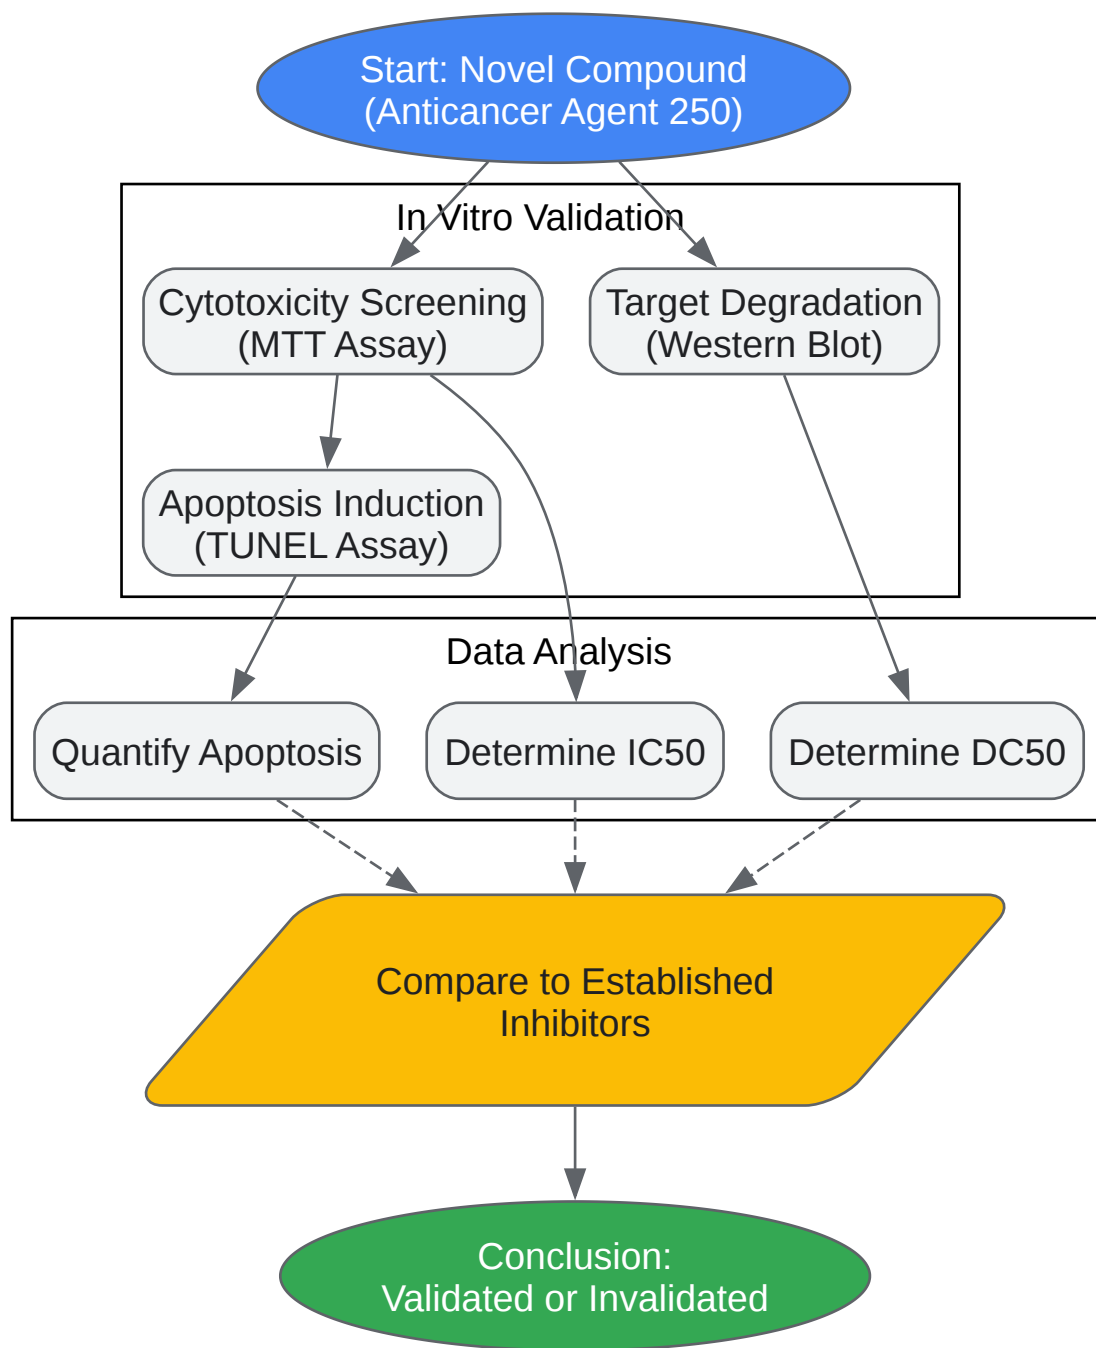 Start: Novel Compound
(Anticancer Agent 250)
In Vitro Validation
Cytotoxicity Screening
(MTT Assay)
Target Degradation
(Western Blot)
Apoptosis Induction
(TUNEL Assay)
Data Analysis
Quantify Apoptosis
Determine IC50
Determine DC50
Compare to Established
Inhibitors
Conclusion:
Validated or Invalidated